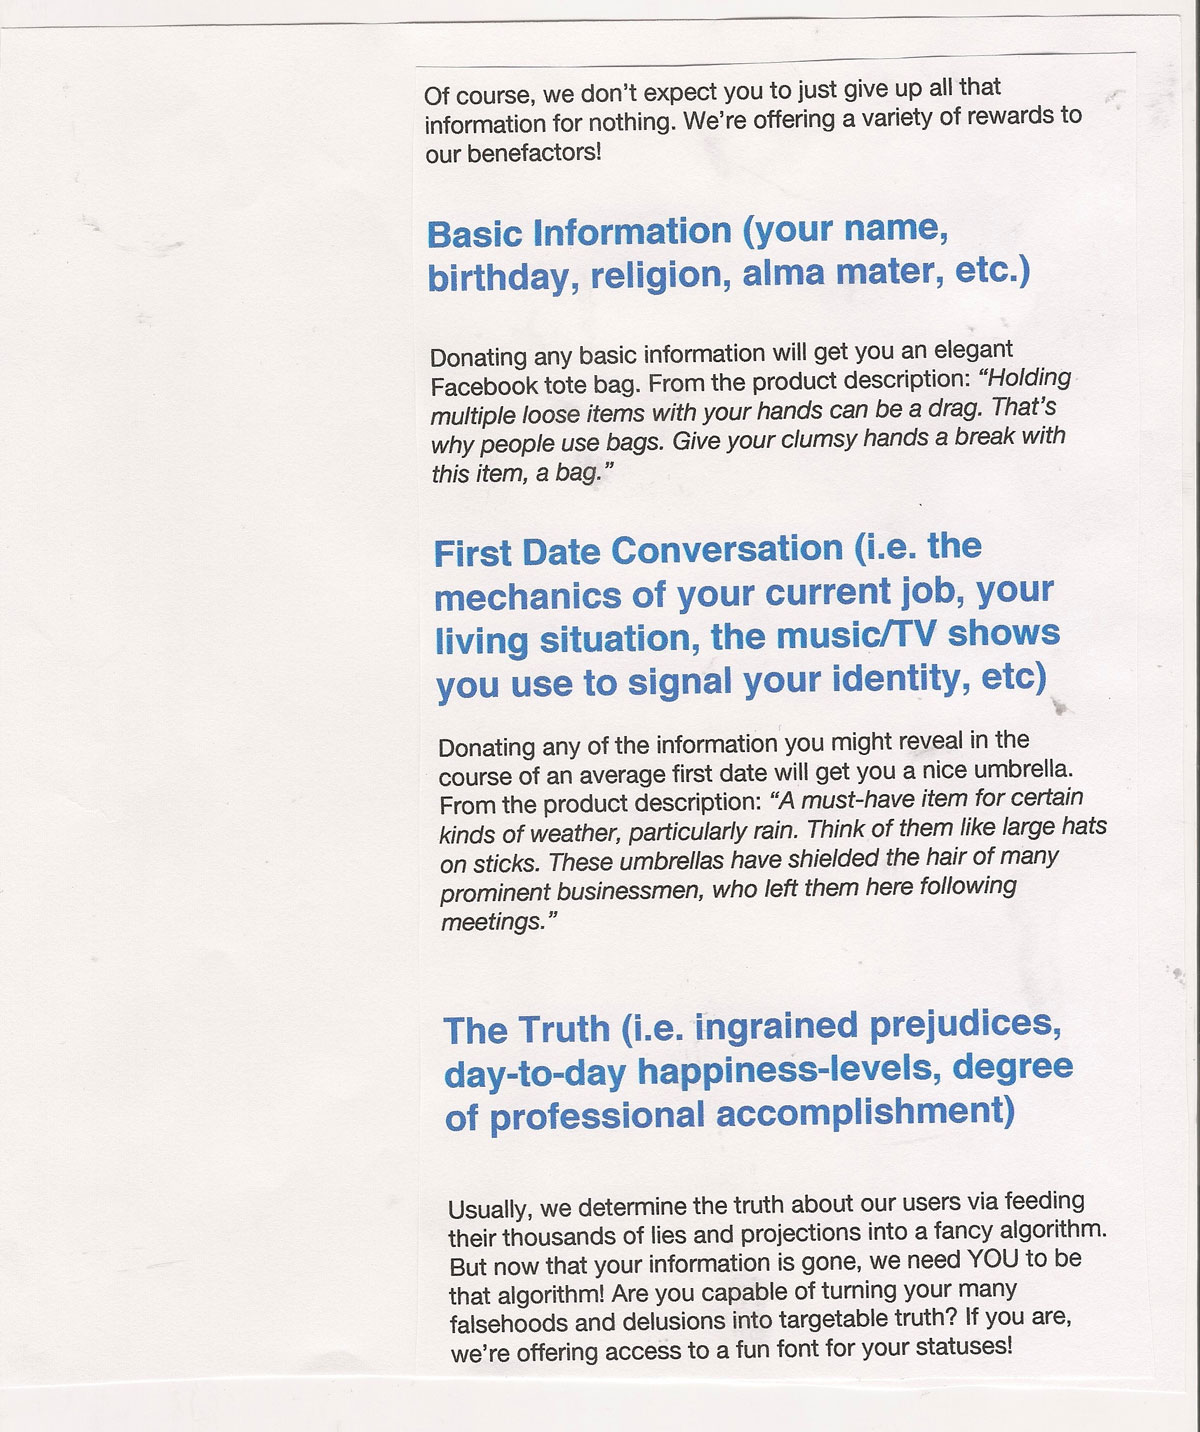 Of course, we don't expect you to just give up all that
information for nothing. We're offering a variety of rewards to
our benefactors!
Basic Information (your name,
birthday, religion, alma mater, etc.)
Donating any basic information will get you an elegant
Facebook tote bag. From the product description: “Holding
multiple loose items with your hands can be a drag. That's
why people use bags. Give your clumsy hands a break with
this item, a bag.”
First Date Conversation (i.e. the
mechanics of your current job, your
living situation, the music/TV shows
you use to signal your identity, etc)
Donating any of the information you might reveal in the
course of an average first date will get you a nice umbrella.
From the product description: “A must-have item for certain
kinds of weather, particularly rain. Think of them like large hats
on sticks. These umbrellas have shielded the hair of many
prominent businessmen, who left them here following
meetings.”
The Truth (i.e. ingrained prejudices,
day-to-day happiness-levels, degree
of professional accomplishment)
Usually, we determine the truth about our users via feeding
their thousands of lies and projections into a fancy algorithm.
But now that your information is gone, we need YOU to be
that algorithm! Are you capable of turning your many
falsehoods and delusions into targetable truth? If you are,
we're offering access to a fun font for your statuses!